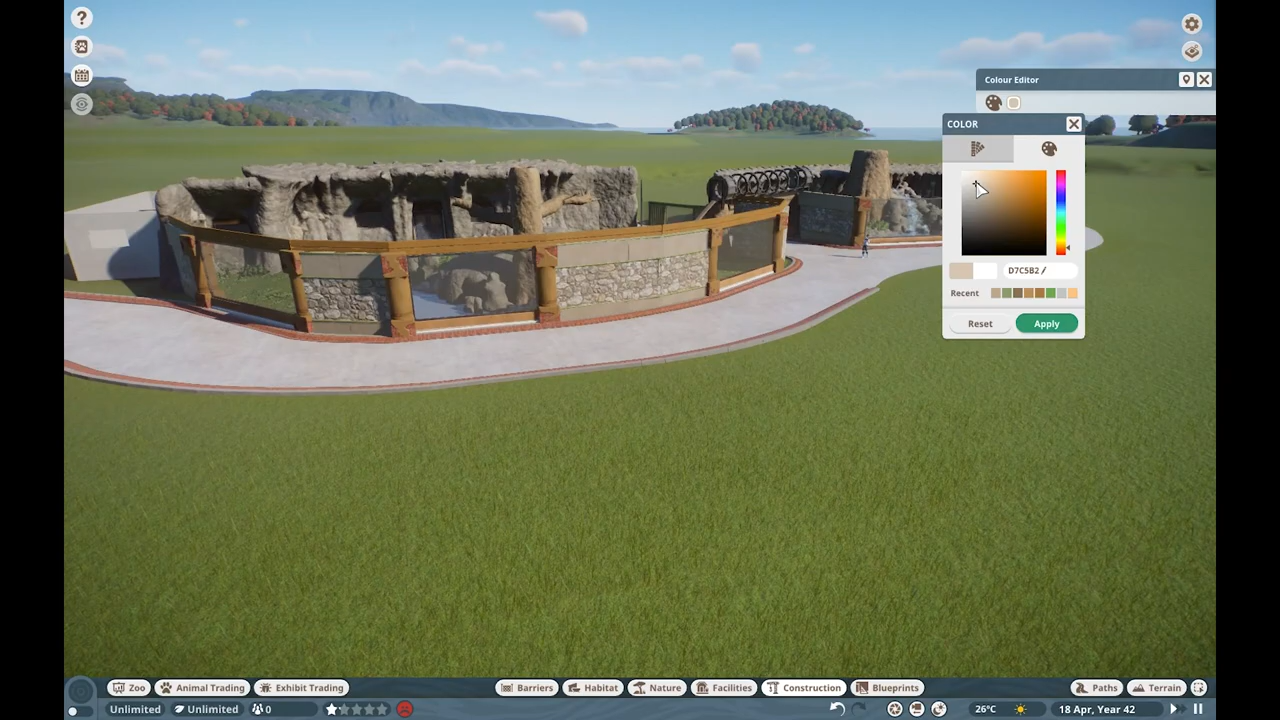 ?
Colour Editor
COLOR
D7C5B2
Recent
Reset Apply
Zoo Animal Trading Exhibit Trading Barriers Habitat Nature Facilities Construction Blueprints Paths Terrain
Unlimited Unlimited 0 26°C 18 Apr, Year 42